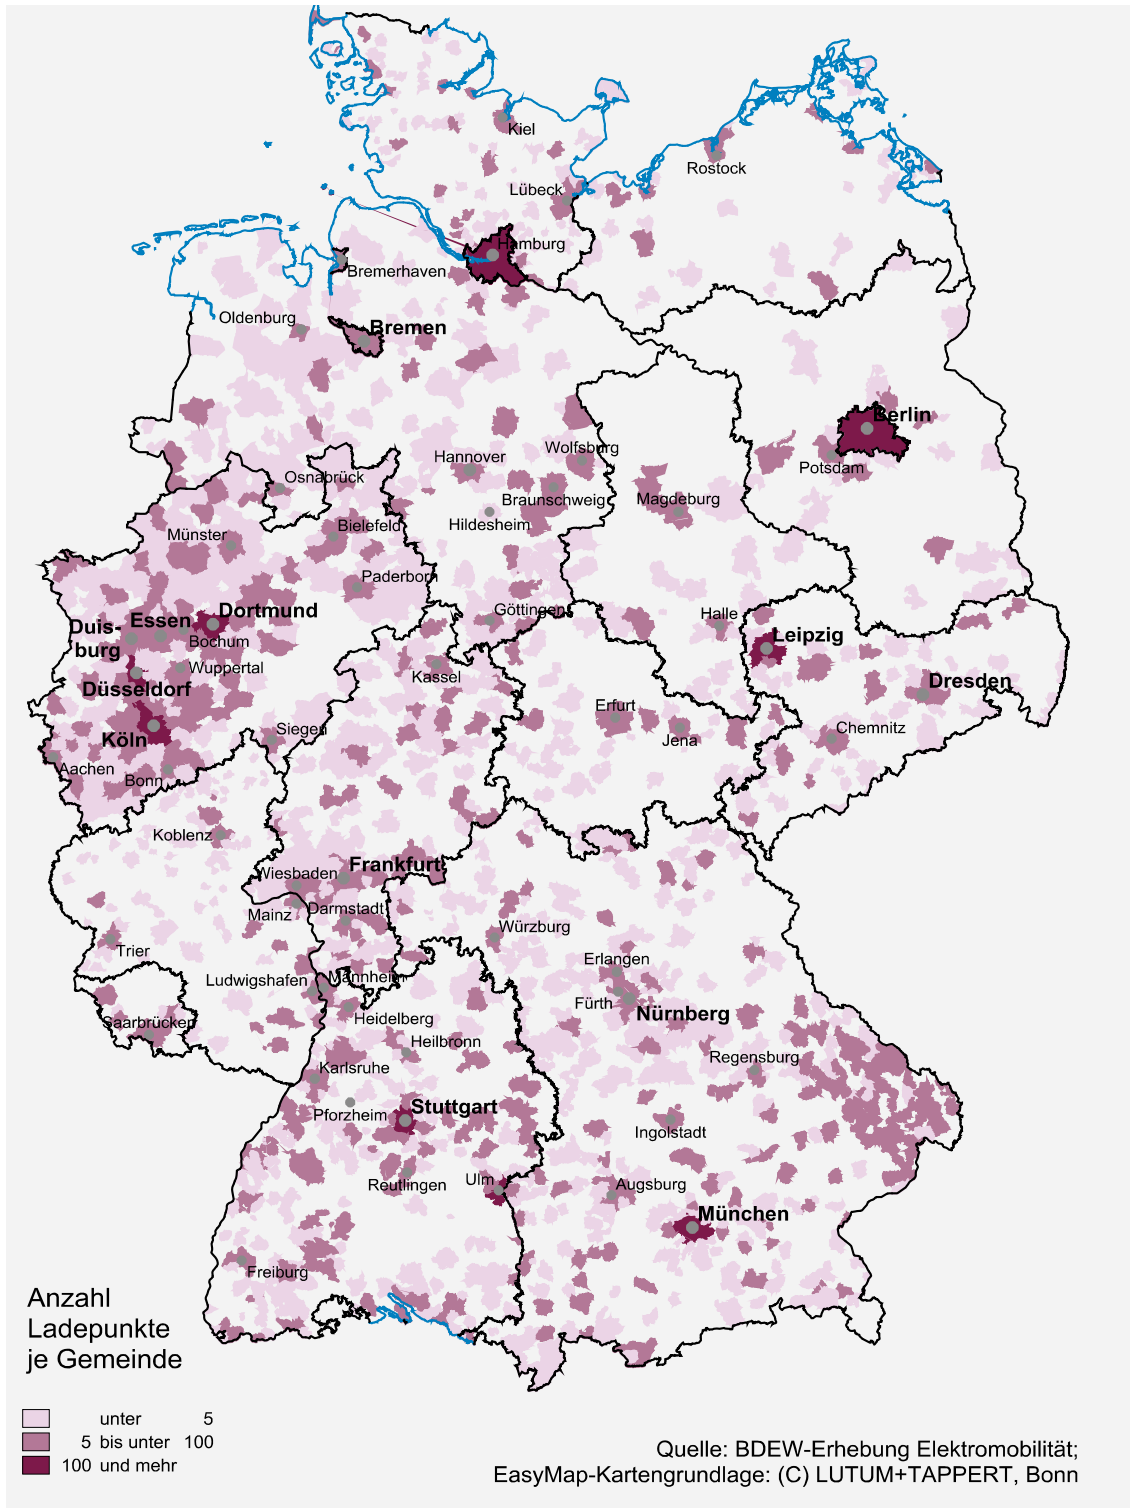 Kiel
Rostock
Lübeck
Hamburg
Bremerhaven
Oldenburg
Bremen
Berlin
Wolfsburg
Hannover
Potsdam
Osnabrück
Braunschweig
Magdeburg
Hildesheim
Bielefeld
Münster
Paderborn
Göttingen
Dortmund
Halle
Essen
Duis-
burg
Bochum
Leipzig
Wuppertal
Kassel
Düsseldorf
Dresden
Erfurt
Siegen
Chemnitz
Köln
Jena
Aachen
Bonn
Koblenz
Frankfurt
Wiesbaden
Mainz
Darmstadt
Würzburg
Trier
Erlangen
Ludwigshafen
Mannheim
Fürth
Nürnberg
Heidelberg
Saarbrücken
Heilbronn
Regensburg
Karlsruhe
Stuttgart
Pforzheim
Ingolstadt
Ulm
Reutlingen
Augsburg
München
Freiburg
Anzahl
Ladepunkte
je Gemeinde
unter 5
5 bis unter 100
100 und mehr
Quelle: BDEW-Erhebung Elektromobilität;
EasyMap-Kartengrundlage: (C) LUTUM+TAPPERT, Bonn